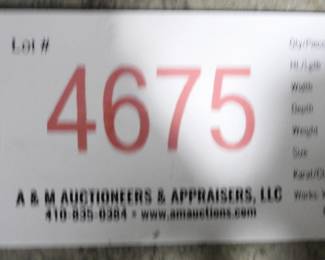 Lot #
4675
A & M AUCTIONEERS & APPRAISERS, LLC
410-835-0384 • www.amauctions.com
Qty/Piece
Ht./Lgth
Width
Depth
Weight
Size
Karat/